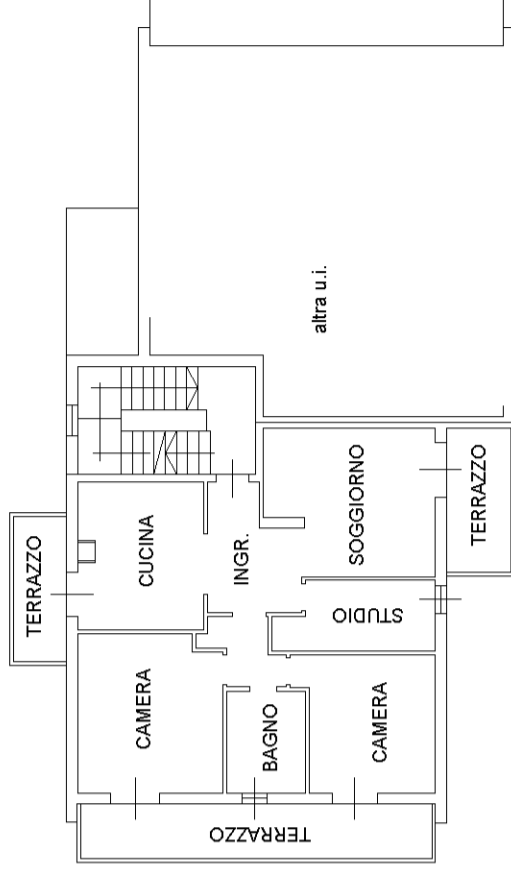 altra u.i.
TERRAZZO
CUCINA
INGR.
SOGGIORNO
TERRAZZO
STUDIO
CAMERA
BAGNO
CAMERA
TERRAZZO